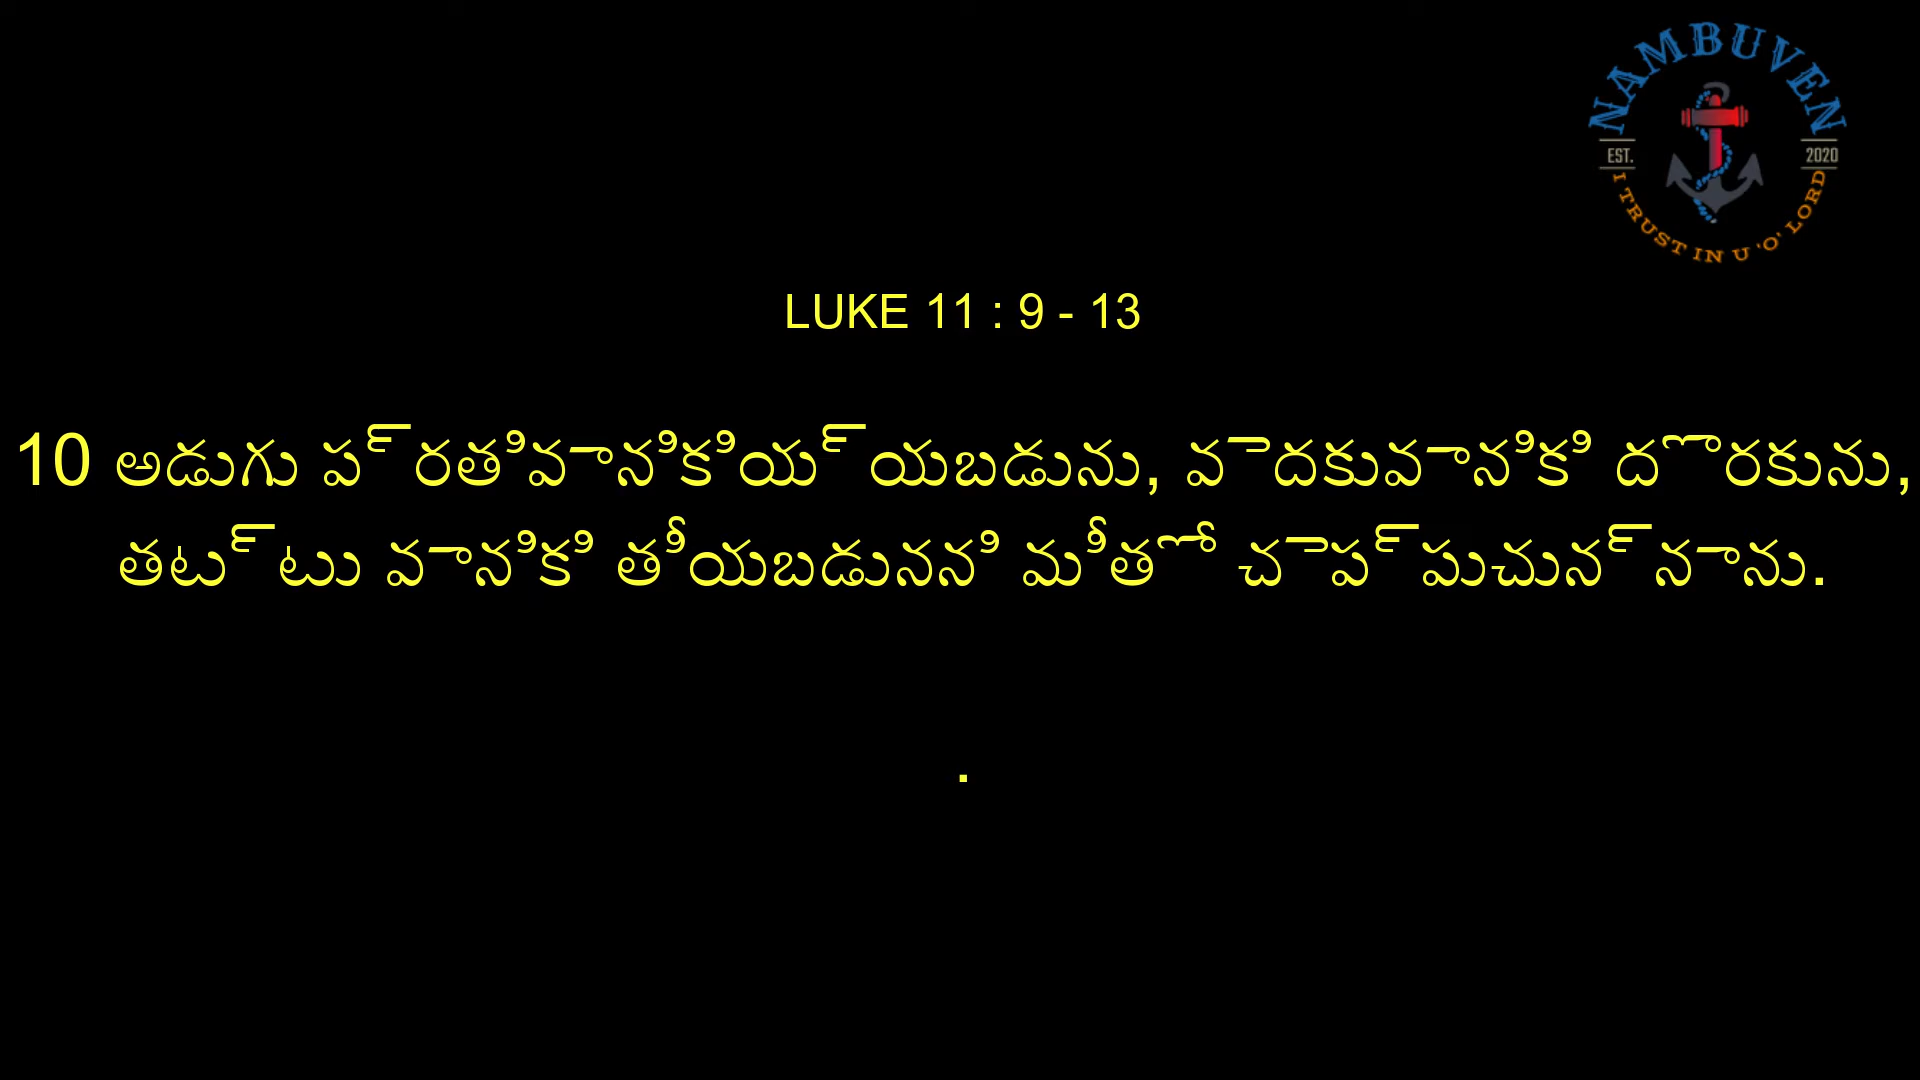 NAMBUVEN
EST. 2020
I TRUST IN U 'O' LORD
LUKE 11 : 9 - 13
10 అడుగు ప్రతివానికియ్యబడును, వెదకువానికి దొరకును,
తట్టు వానికి తీయబడునని మీతో చెప్పుచున్నాను.
.